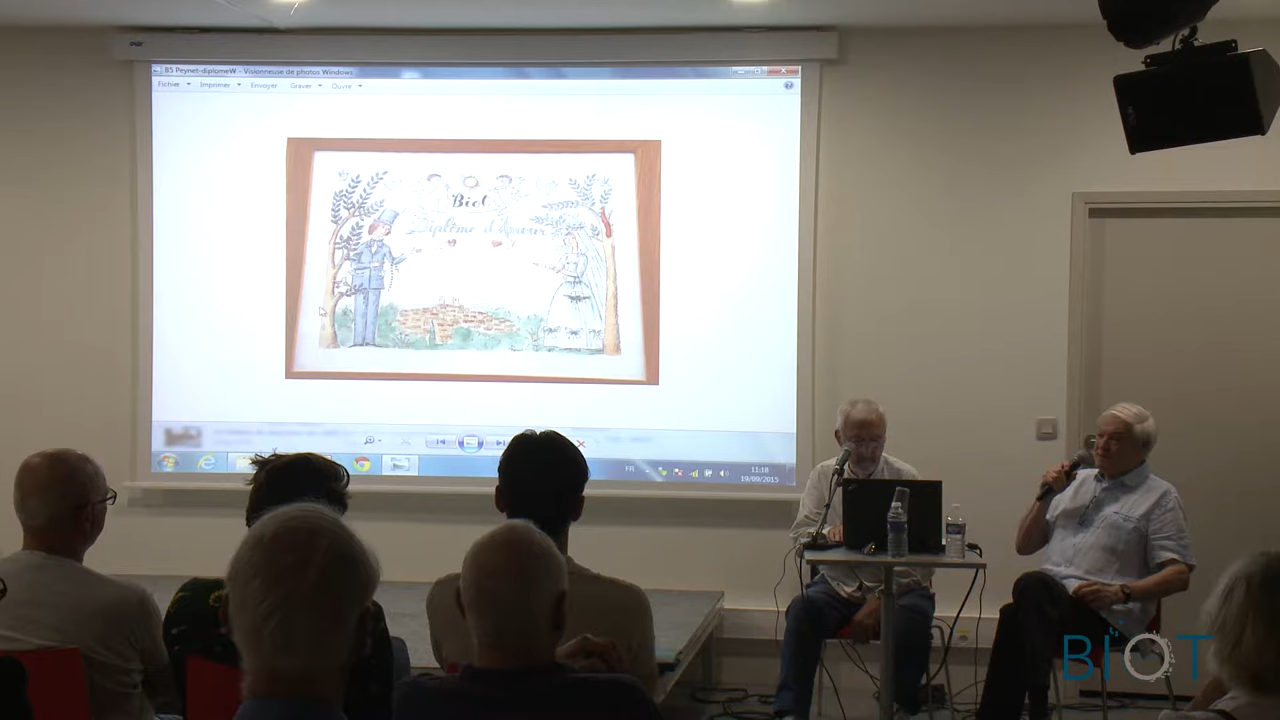 B5 Peynet-diplomeW - Visionneuse de photos Windows
Fichier Imprimer Envoyer Graver Ouvrir
Biot
Diplôme d'Amour
FR
11:18
19/09/2015
BIOT